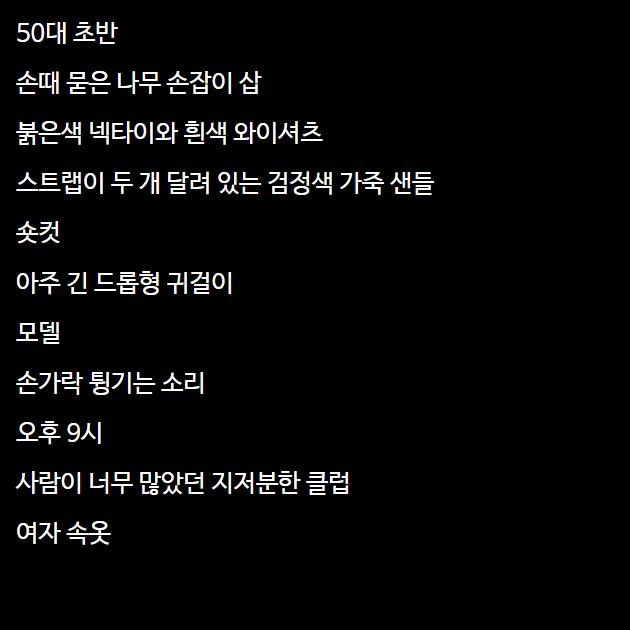 50대 초반
손때 묻은 나무 손잡이 삽
붉은색 넥타이와 흰색 와이셔츠
스트랩이 두 개 달려 있는 검정색 가죽 샌들
숏컷
아주 긴 드롭형 귀걸이
모델
손가락 튕기는 소리
오후 9시
사람이 너무 많았던 지저분한 클럽
여자 속옷